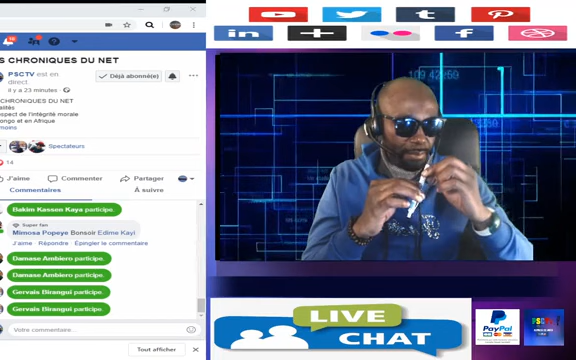 S CHRONIQUES DU NET
PSCTV est en
direct
il y a 23 minutes
Déjà abonné(e)
CHRONIQUES DU NET
alités
spect de l'intégrité morale
ongo et en Afrique
moins
Spectateurs
14
J'aime
Commenter
Partager
Commentaires
À suivre
Bakim Kassen Kaya participe.
Super fan
Mimosa Popeye Bonsoir Edime Kayi
J'aime · Répondre · Épingler le commentaire
Damase Ambiero participe.
Damase Ambiero participe.
Gervais Birangui participe.
Gervais Birangui participe.
Votre commentaire...
Tout afficher
LIVE
CHAT
PayPal